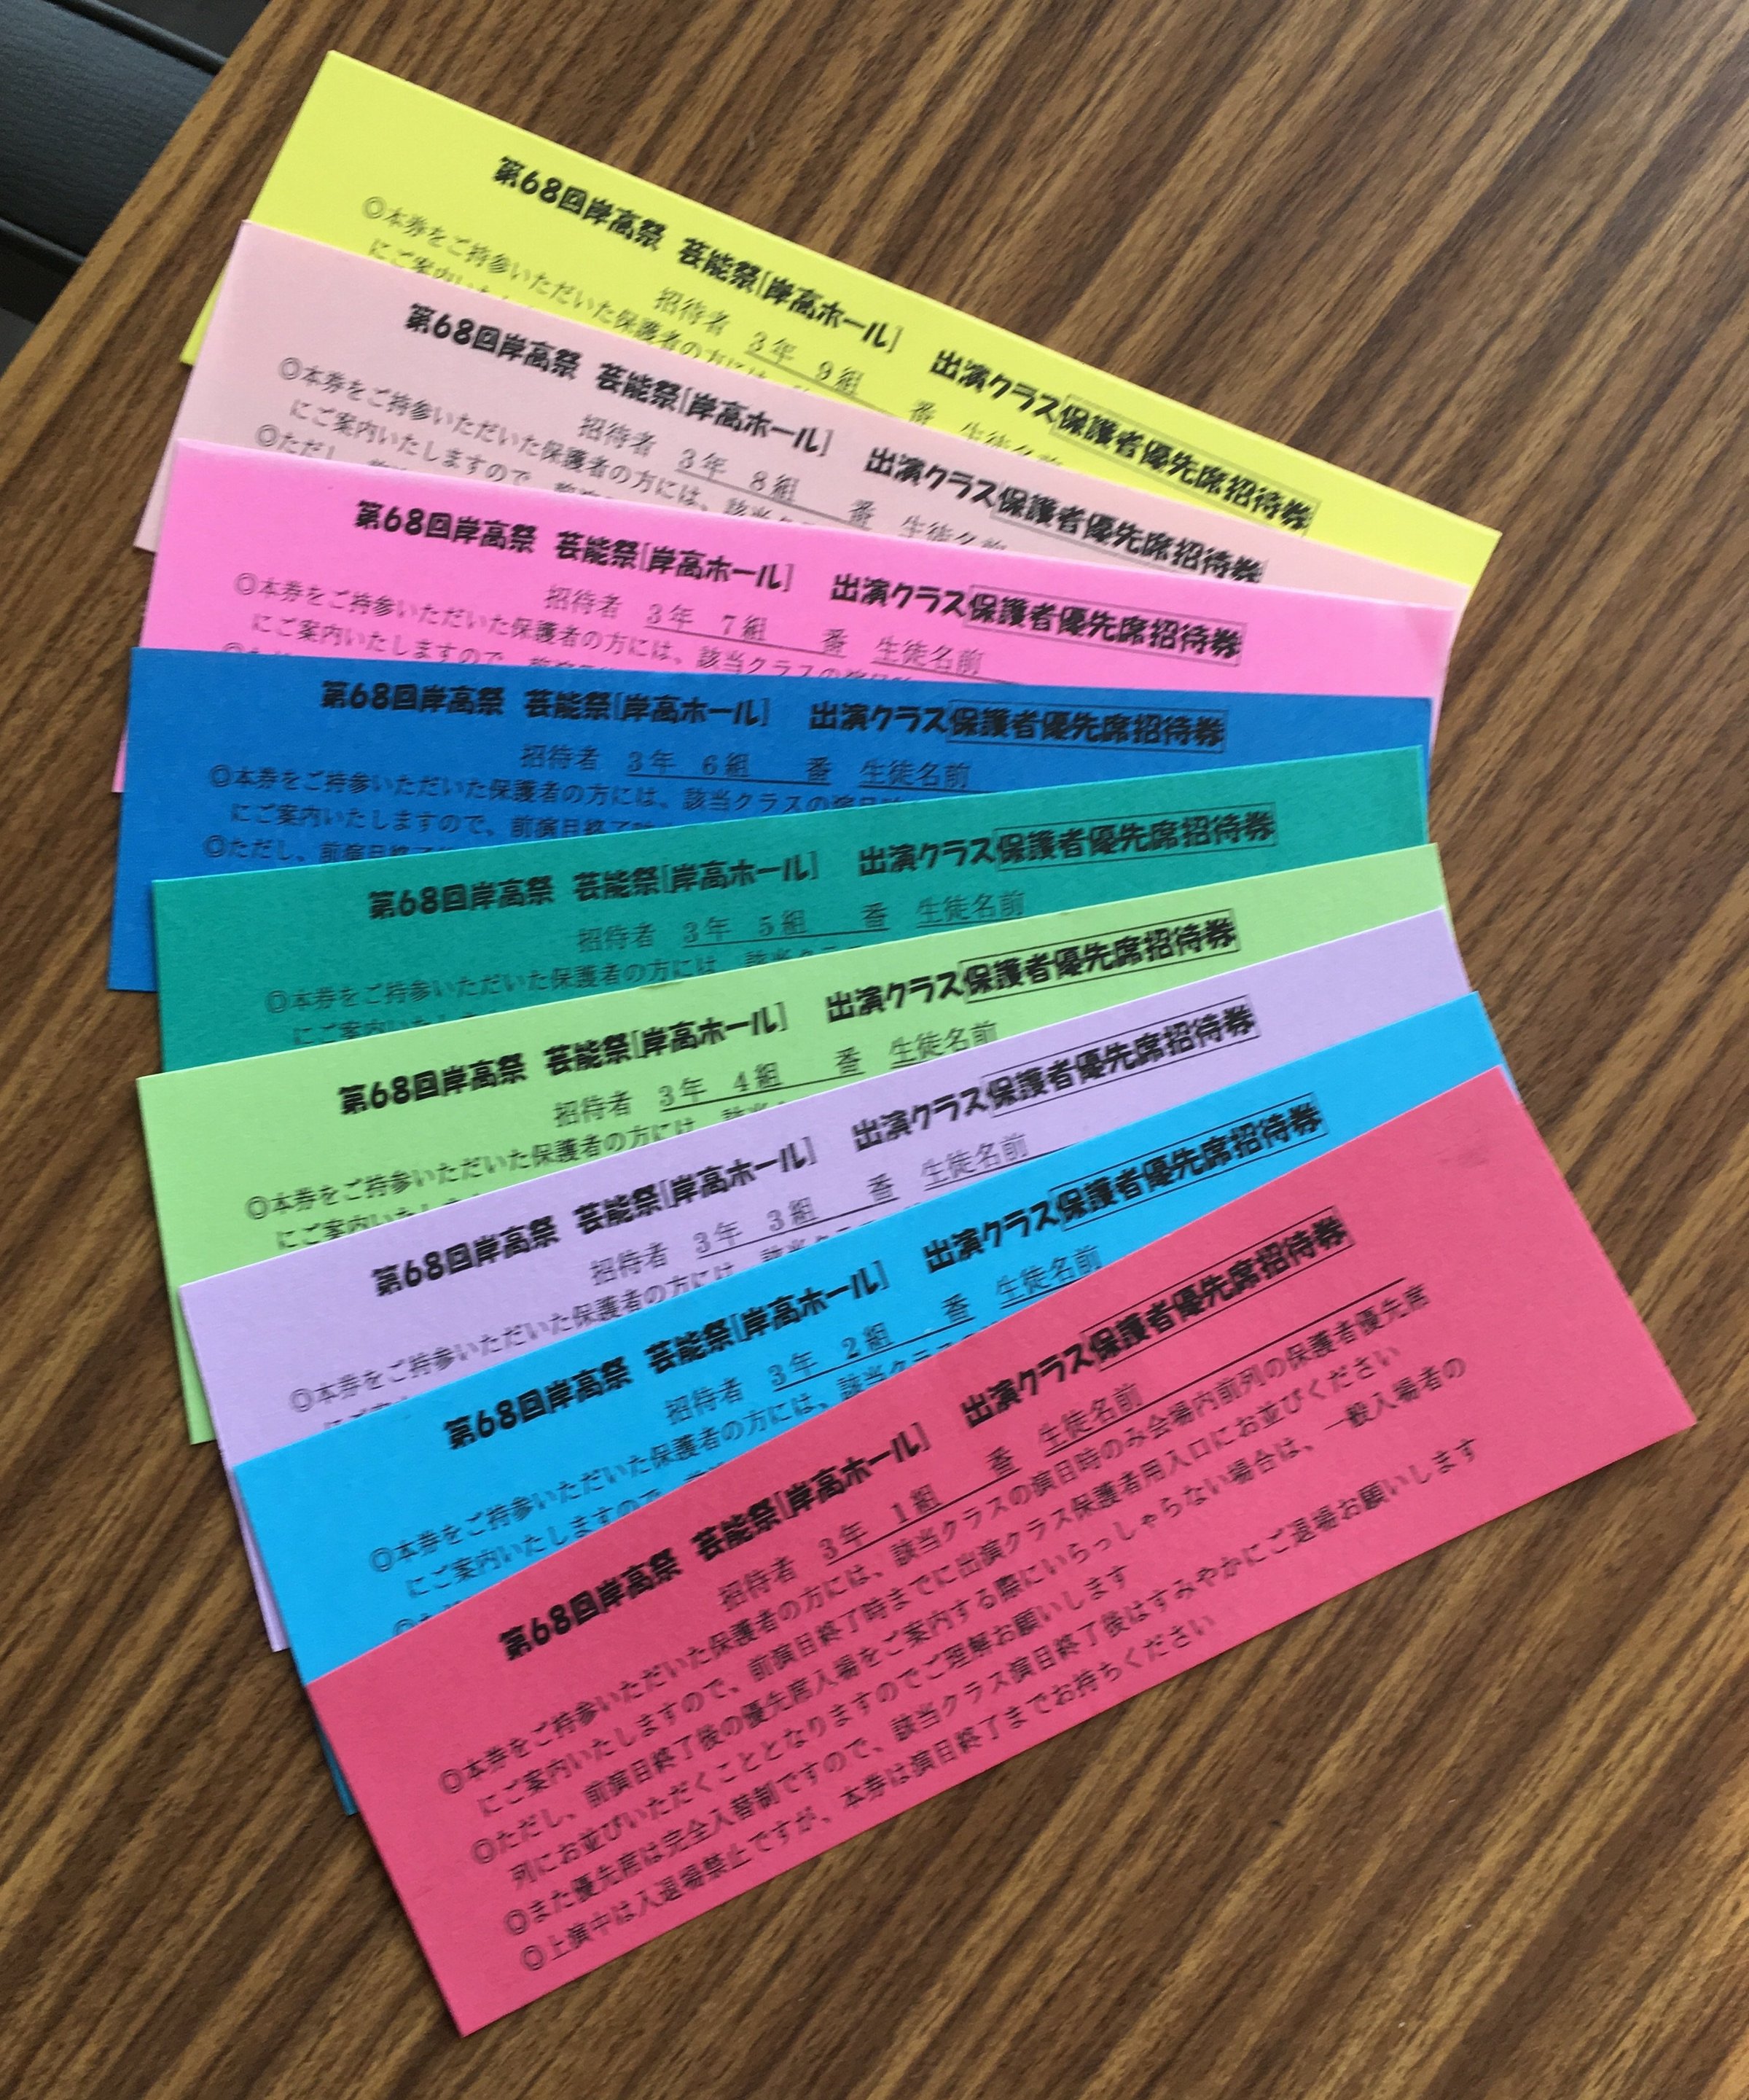 第68回岸高祭 芸能祭[岸高ホール] 出演クラス保護者優先席招待券
招待者 3年 9組 番 生徒名前
◎本券をご持参いただいた保護者の方には、
にご案内いたし
第68回岸高祭 芸能祭[岸高ホール] 出演クラス保護者優先席招待券
招待者 3年 8組 番 生徒名前
◎本券をご持参いただいた保護者の方には、該当ク
にご案内いたしますので、
◎ただし、前
第68回岸高祭 芸能祭[岸高ホール] 出演クラス保護者優先席招待券
招待者 3年 7組 番 生徒名前
◎本券をご持参いただいた保護者の方には、該当クラスの演目時
にご案内いたしますので、前演目終
第68回岸高祭 芸能祭[岸高ホール] 出演クラス保護者優先席招待券
招待者 3年 6組 番 生徒名前
◎本券をご持参いただいた保護者の方には、該当クラスの演目時
にご案内いたしますので、前演目終了時
◎ただし、前演目終
第68回岸高祭 芸能祭[岸高ホール] 出演クラス保護者優先席招待券
招待者 3年 5組 番 生徒名前
◎本券をご持参いただいた保護者の方には、該当クラ
にご案内いたしま
第68回岸高祭 芸能祭[岸高ホール] 出演クラス保護者優先席招待券
招待者 3年 4組 番 生徒名前
◎本券をご持参いただいた保護者の方には、該当
にご案内いたしま
第68回岸高祭 芸能祭[岸高ホール] 出演クラス保護者優先席招待券
招待者 3年 3組 番 生徒名前
◎本券をご持参いただいた保護者の方には、該当ク
にご案
第68回岸高祭 芸能祭[岸高ホール] 出演クラス保護者優先席招待券
招待者 3年 2組 番 生徒名前
◎本券をご持参いただいた保護者の方には、該当クラス
にご案内いたしますので、前
第68回岸高祭 芸能祭[岸高ホール] 出演クラス保護者優先席招待券
招待者 3年 1組 番 生徒名前
◎本券をご持参いただいた保護者の方には、該当クラスの演目時のみ会場内前列の保護者優先席
にご案内いたしますので、前演目終了時までに出演クラス保護者用入口にお並びください
◎ただし、前演目終了後の優先席入場をご案内する際にいらっしゃらない場合は、一般入場者の
列にお並びいただくこととなりますのでご理解お願いします
◎また優先席は完全入替制ですので、該当クラス演目終了後はすみやかにご退場お願いします
◎上演中は入退場禁止ですが、本券は演目終了までお持ちください